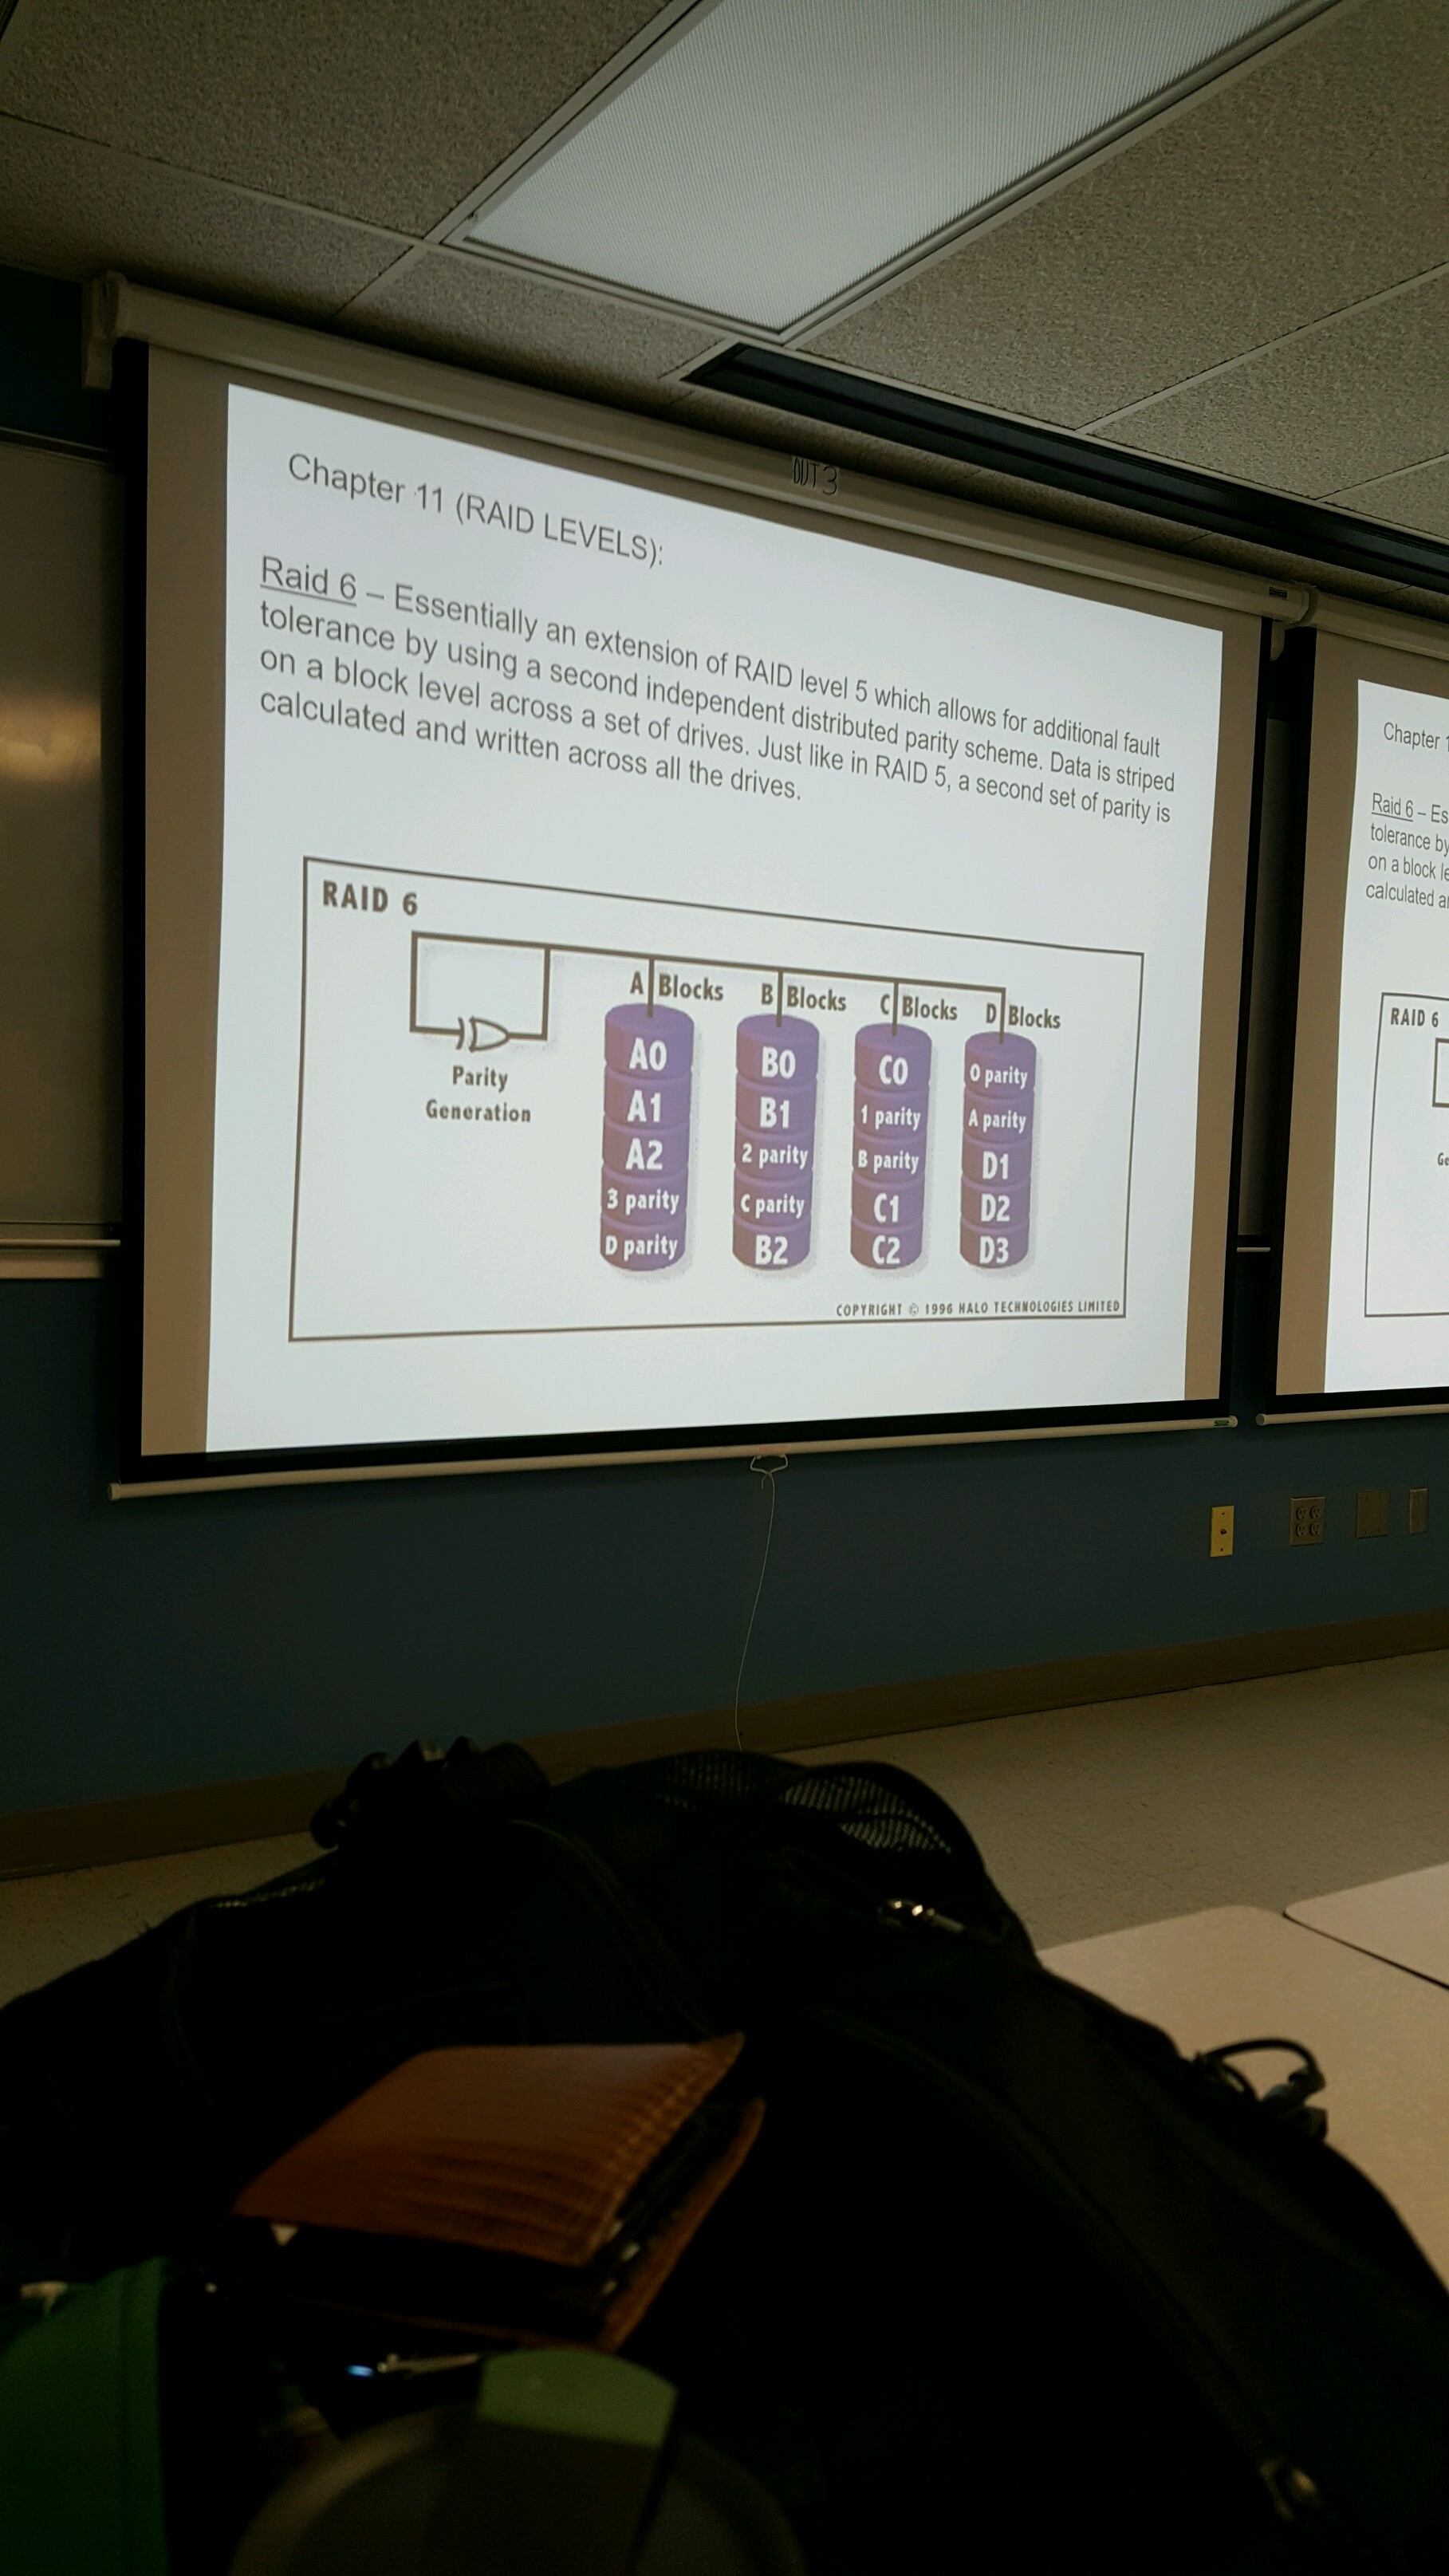 OUT 3
Chapter 11 (RAID LEVELS):
Raid 6 – Essentially an extension of RAID level 5 which allows for additional fault
tolerance by using a second independent distributed parity scheme. Data is striped
on a block level across a set of drives. Just like in RAID 5, a second set of parity is
calculated and written across all the drives.
RAID 6
A Blocks B Blocks C Blocks D Blocks
Parity
Generation
A0 B0 C0 0 parity
A1 B1 1 parity A parity
A2 2 parity B parity D1
3 parity C parity C1 D2
D parity B2 C2 D3
COPYRIGHT © 1996 HALO TECHNOLOGIES LIMITED
Chapter 1
Raid 6 – Es
tolerance by
on a block le
calculated a
RAID 6
Ge